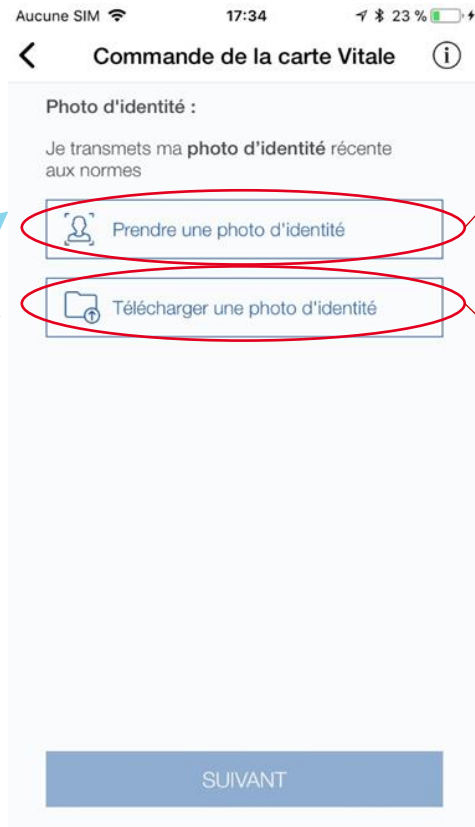 Aucune SIM 17:34 23 %
Commande de la carte Vitale i
Photo d'identité :
Je transmets ma photo d'identité récente
aux normes
Prendre une photo d'identité
Télécharger une photo d'identité
SUIVANT